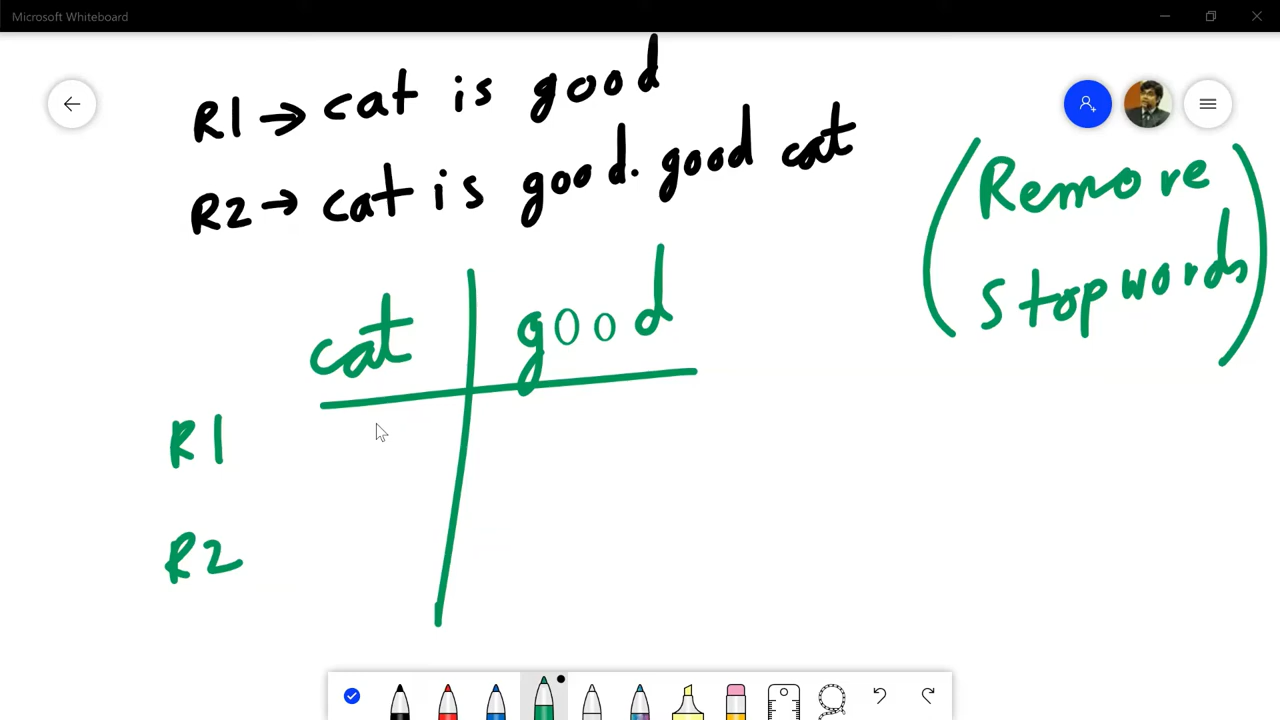 Microsoft Whiteboard
R1 → cat is good
R2 → cat is good. good cat
(Remove
stopwords)
cat | good
R1
R2